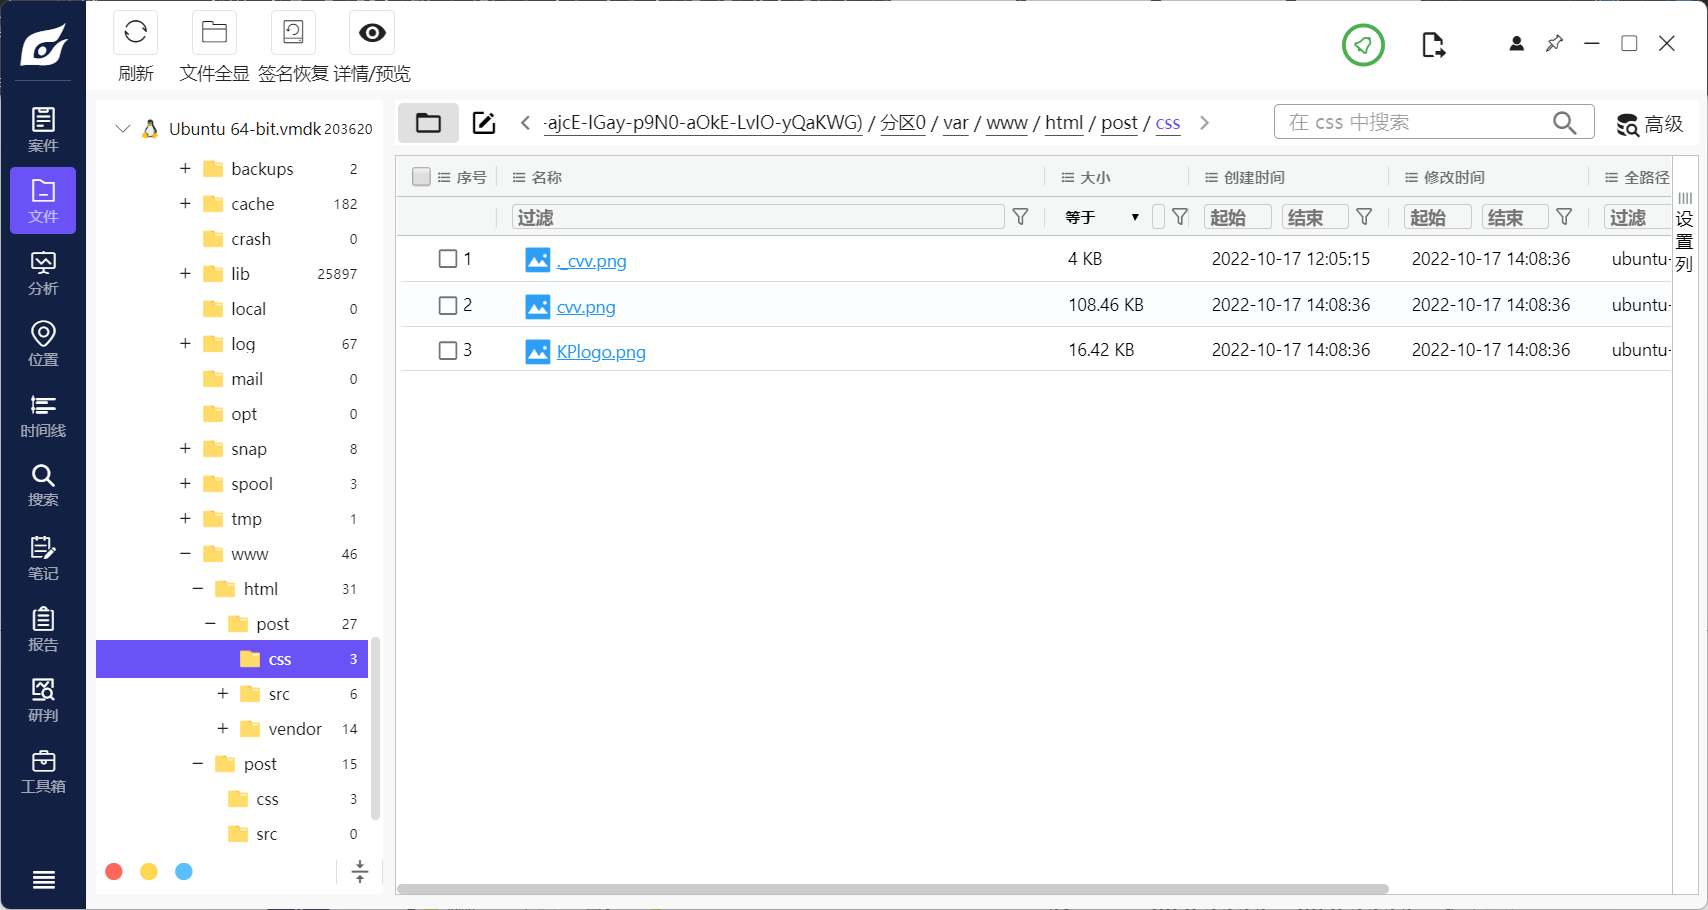 刷新
文件全显
签名恢复
详情/预览
案件
文件
分析
位置
时间线
搜索
笔记
报告
研判
工具箱
Ubuntu 64-bit.vmdk 203620
backups 2
cache 182
crash 0
lib 25897
local 0
log 67
mail 0
opt 0
snap 8
spool 3
tmp 1
www 46
html 31
post 27
css 3
src 6
vendor 14
post 15
css 3
src 0
-ajcE-IGay-p9N0-aOkE-LvIO-yQaKWG) / 分区0 / var / www / html / post / css
在 css 中搜索
高级
序号 名称 大小 创建时间 修改时间 全路径
过滤 等于 起始 结束 起始 结束 过滤
1 ._cvv.png 4 KB 2022-10-17 12:05:15 2022-10-17 14:08:36 ubuntu-
2 cvv.png 108.46 KB 2022-10-17 14:08:36 2022-10-17 14:08:36 ubuntu-
3 KPlogo.png 16.42 KB 2022-10-17 14:08:36 2022-10-17 14:08:36 ubuntu-
设置列